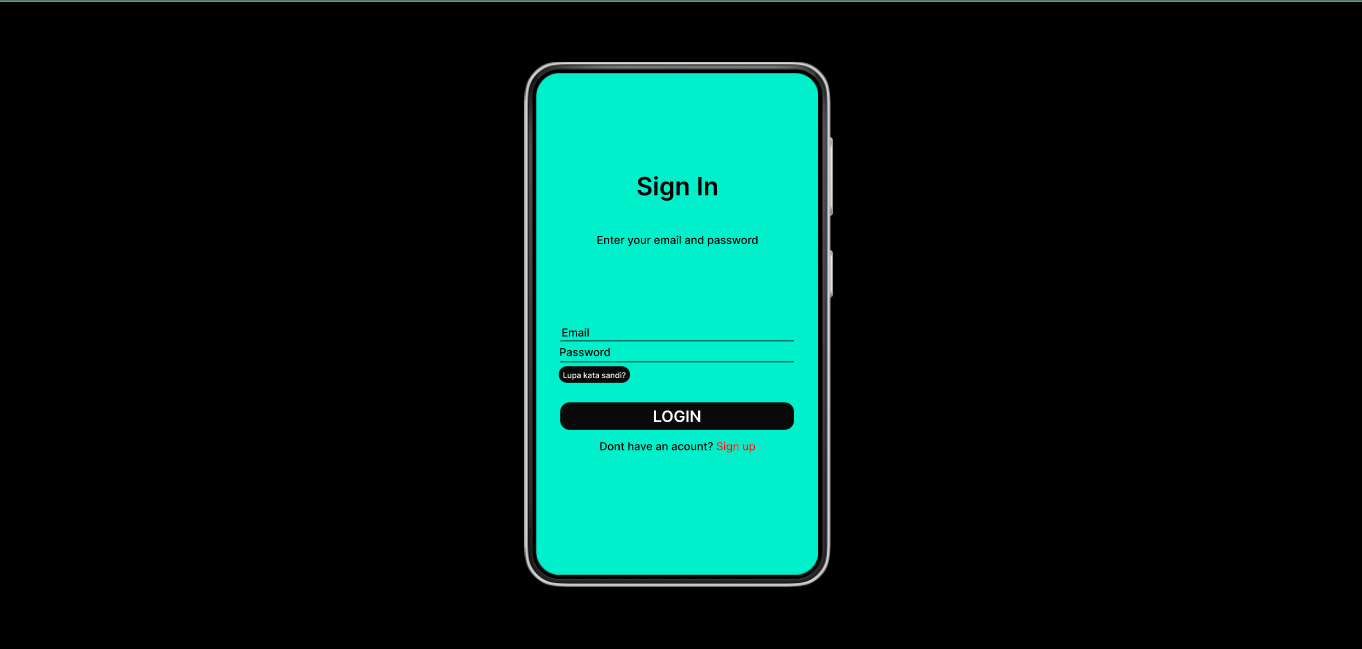 Sign In
Enter your email and password
Email
Password
Lupa kata sandi?
LOGIN
Dont have an acount? Sign up